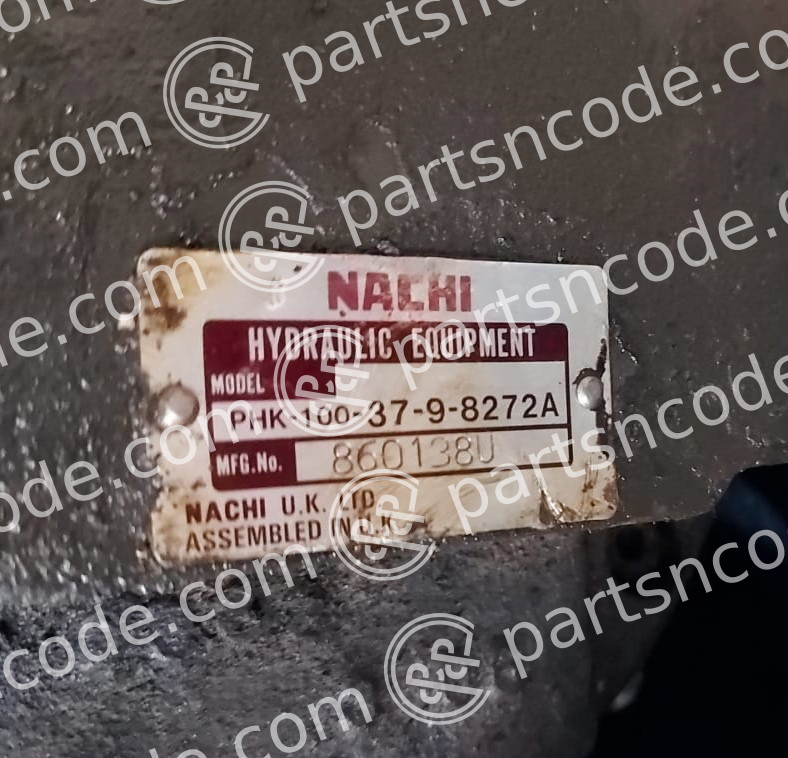 partsncode.com
NACHI
HYDRAULIC EQUIPMENT
MODEL
PHK-100-37-9-8272A
MFG.No. 860138U
NACHI U.K. LTD.
ASSEMBLED IN U.K.